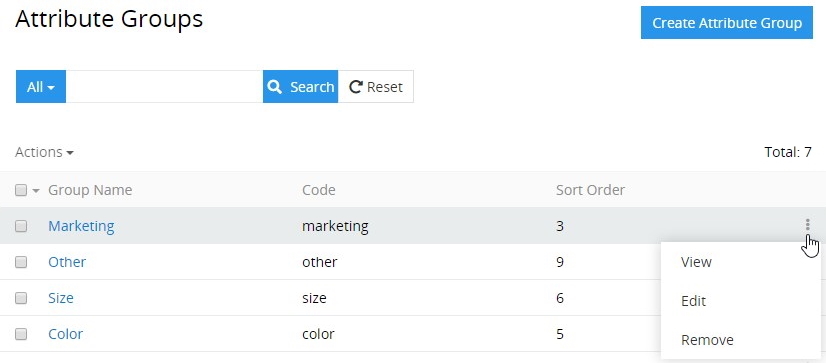 Attribute Groups
Create Attribute Group
All Search Reset
Actions Total: 7
Group Name Code Sort Order
Marketing marketing 3
Other other 9 View
Size size 6 Edit
Color color 5 Remove